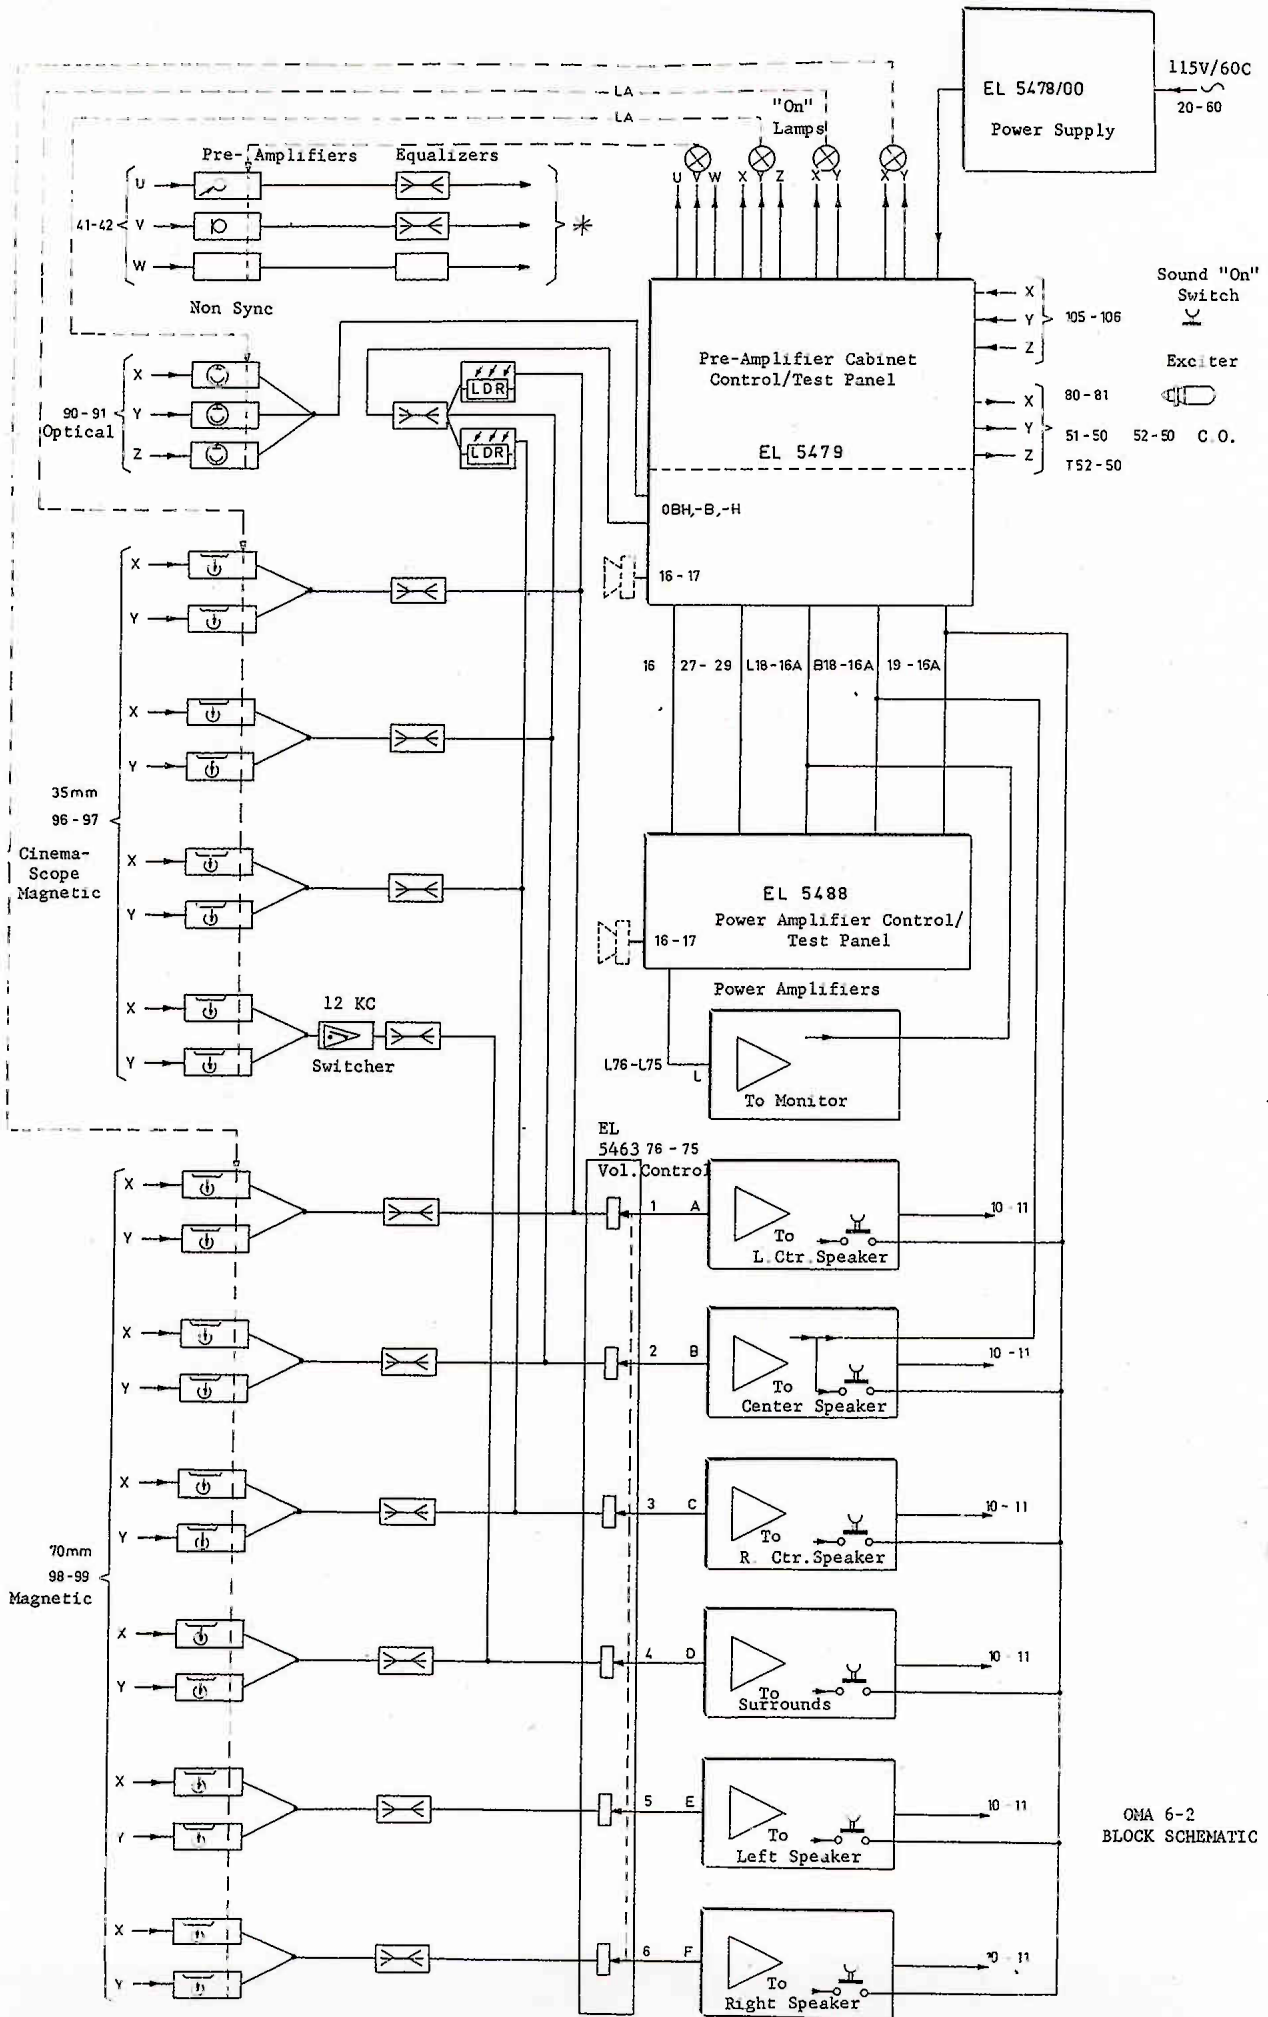 115V/60C
20-60
EL 5478/00
Power Supply
LA
LA
"On"
Lamps
Pre-Amplifiers Equalizers
U
41-42 V
W
Non Sync
U V W X Y Z X Y X Y
X
Y 105-106
Z
Sound "On"
Switch
Exciter
X 80-81
Y 51-50 52-50 C.O.
Z T52-50
Pre-Amplifier Cabinet
Control/Test Panel
EL 5479
OBH,-B,-H
16-17
X
90-91 Y
Optical
Z
LDR
LDR
X
Y
X
Y
35mm
96-97
Cinema-
Scope
Magnetic
X
Y
X
Y
12 KC
Switcher
16 27-29 L18-16A B18-16A 19-16A
EL 5488
Power Amplifier Control/
Test Panel
16-17
Power Amplifiers
L76-L75 L
To Monitor
EL
5463 76-75
Vol.Control
X
Y
1 A
To
L.Ctr.Speaker
10-11
X
Y
2 B
To
Center Speaker
10-11
X
Y
3 C
To
R. Ctr.Speaker
10-11
70mm
98-99
Magnetic
X
Y
4 D
To
Surrounds
10-11
X
Y
5 E
To
Left Speaker
10-11
X
Y
6 F
To
Right Speaker
10-11
OMA 6-2
BLOCK SCHEMATIC